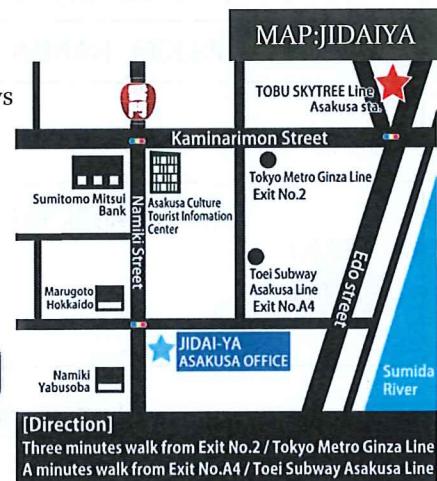 MAP:JIDAIYA
ys
TOBU SKYTREE Line
Asakusa sta.
Kaminarimon Street
Sumitomo Mitsui
Bank
Asakusa Culture
Tourist Infomation
Center
Namiki Street
Tokyo Metro Ginza Line
Exit No.2
Toei Subway
Asakusa Line
Exit No.A4
Edo street
Marugoto
Hokkaido
JIDAI-YA
ASAKUSA OFFICE
Namiki
Yabusoba
Sumida
River
[Direction]
Three minutes walk from Exit No.2 / Tokyo Metro Ginza Line
A minutes walk from Exit No.A4 / Toei Subway Asakusa Line